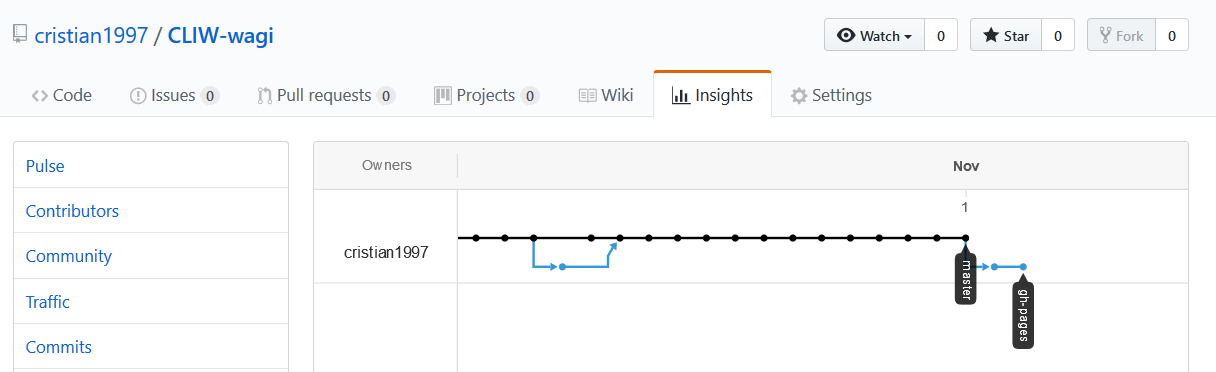 cristian1997 / CLIW-wagi
Watch 0 Star 0 Fork 0
Code Issues 0 Pull requests 0 Projects 0 Wiki Insights Settings
Pulse
Contributors
Community
Traffic
Commits
Owners Nov
1
cristian1997
master
gh-pages